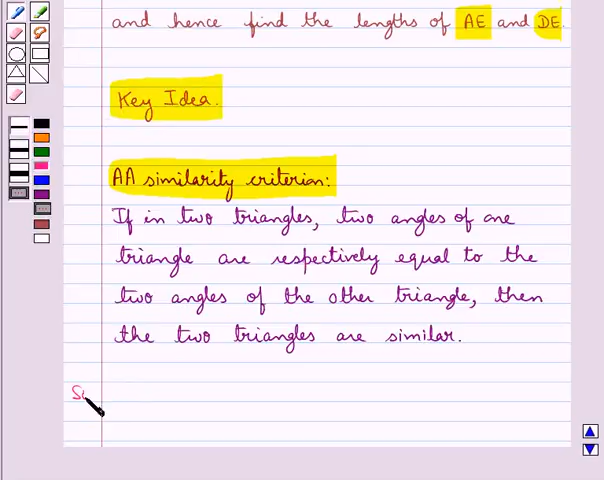 and hence find the lengths of AE and DE.
Key Idea.
AA similarity criterion:
If in two triangles, two angles of one
triangle are respectively equal to the
two angles of the other triangle, then
the two triangles are similar.
S